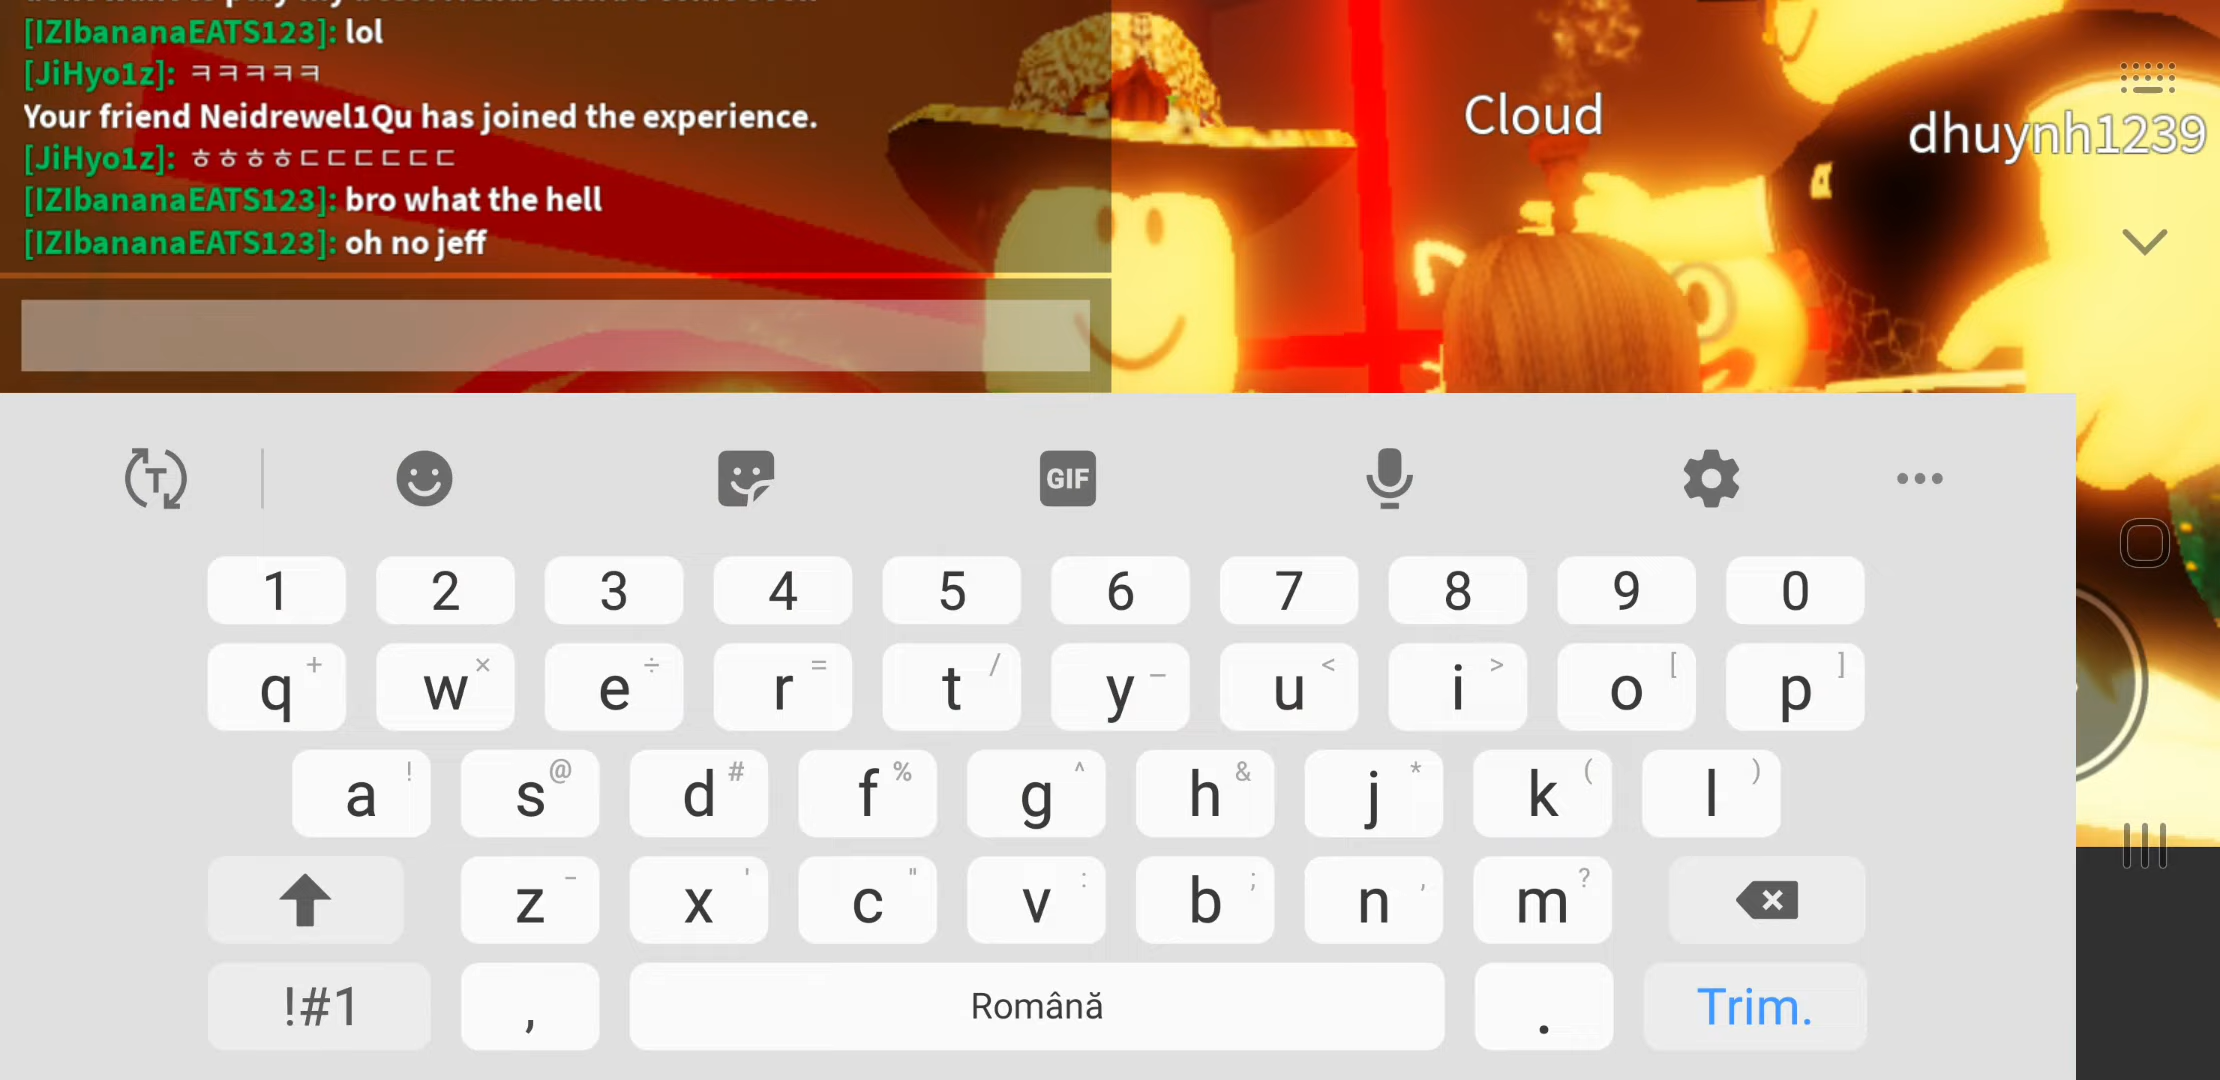 [IZIbananaEATS123]: lol
[JiHyo1z]: ㅋㅋㅋㅋㅋ
Your friend Neidrewel1Qu has joined the experience.
[JiHyo1z]: ㅎㅎㅎㅎㄷㄷㄷㄷㄷㄷ
[IZIbananaEATS123]: bro what the hell
[IZIbananaEATS123]: oh no jeff
Cloud
dhuynh1239
T GIF
1 2 3 4 5 6 7 8 9 0
q + w × e ÷ r = t / y _ u < i > o [ p ]
a ! s @ d # f % g ^ h & j * k ( l )
z - x ' c " v : b ; n , m ?
!#1 , Română . Trim.